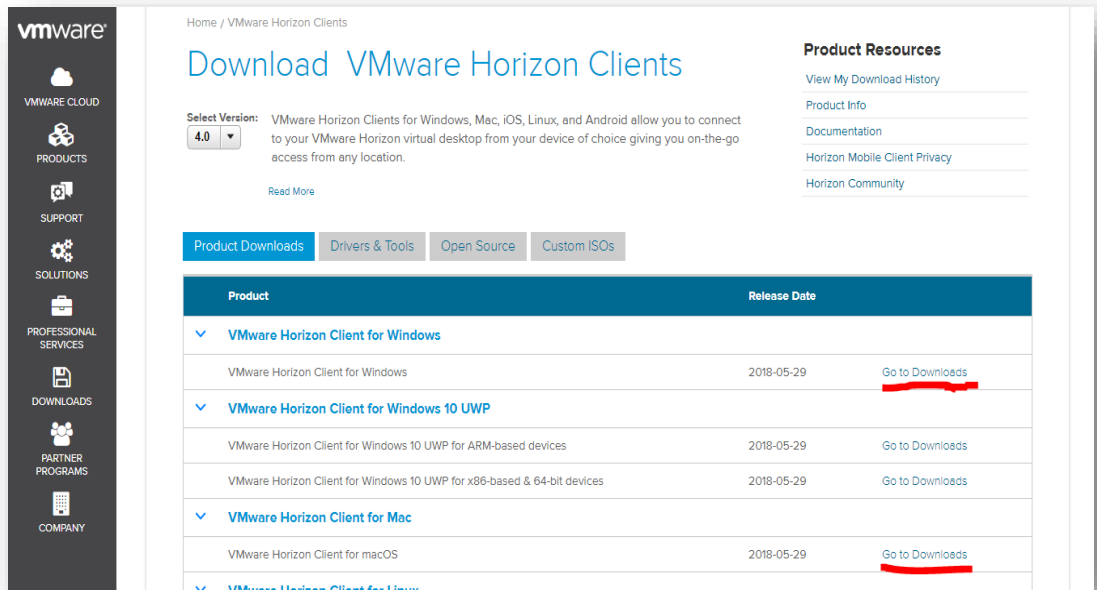 vmware®
VMWARE CLOUD
PRODUCTS
SUPPORT
SOLUTIONS
PROFESSIONAL
SERVICES
DOWNLOADS
PARTNER
PROGRAMS
COMPANY
Home / VMware Horizon Clients
Download VMware Horizon Clients
Select Version:
4.0
VMware Horizon Clients for Windows, Mac, iOS, Linux, and Android allow you to connect
to your VMware Horizon virtual desktop from your device of choice giving you on-the-go
access from any location.
Read More
Product Resources
View My Download History
Product Info
Documentation
Horizon Mobile Client Privacy
Horizon Community
Product Downloads Drivers & Tools Open Source Custom ISOs
Product Release Date
VMware Horizon Client for Windows
VMware Horizon Client for Windows 2018-05-29 Go to Downloads
VMware Horizon Client for Windows 10 UWP
VMware Horizon Client for Windows 10 UWP for ARM-based devices 2018-05-29 Go to Downloads
VMware Horizon Client for Windows 10 UWP for x86-based & 64-bit devices 2018-05-29 Go to Downloads
VMware Horizon Client for Mac
VMware Horizon Client for macOS 2018-05-29 Go to Downloads
VMware Horizon Client for Linux